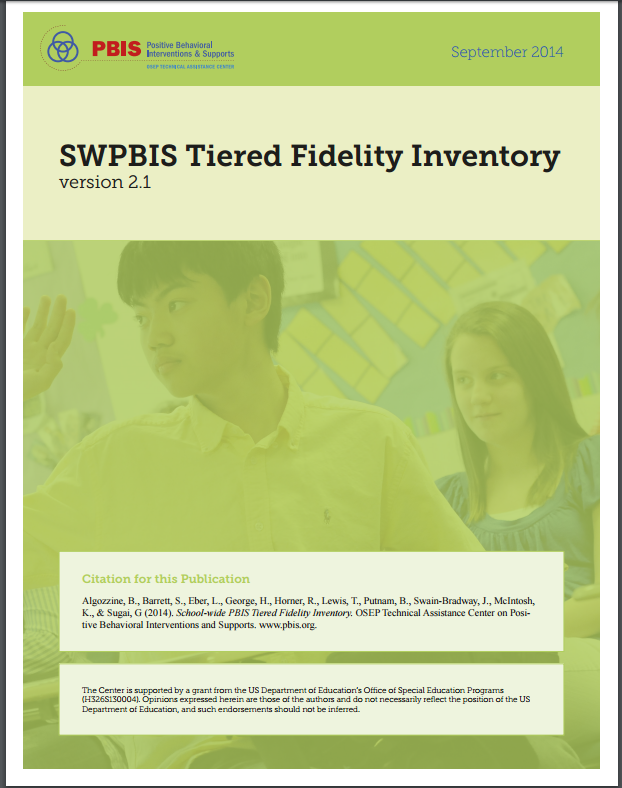 PBIS
Positive Behavioral
Interventions & Supports
OSEP TECHNICAL ASSISTANCE CENTER
September 2014
SWPBIS Tiered Fidelity Inventory
version 2.1
Citation for this Publication
Algozzine, B., Barrett, S., Eber, L., George, H., Horner, R., Lewis, T., Putnam, B., Swain-Bradway, J., McIntosh,
K., & Sugai, G (2014). School-wide PBIS Tiered Fidelity Inventory. OSEP Technical Assistance Center on Posi-
tive Behavioral Interventions and Supports. www.pbis.org.
The Center is supported by a grant from the US Department of Education's Office of Special Education Programs
(H326S130004). Opinions expressed herein are those of the authors and do not necessarily reflect the position of the US
Department of Education, and such endorsements should not be inferred.